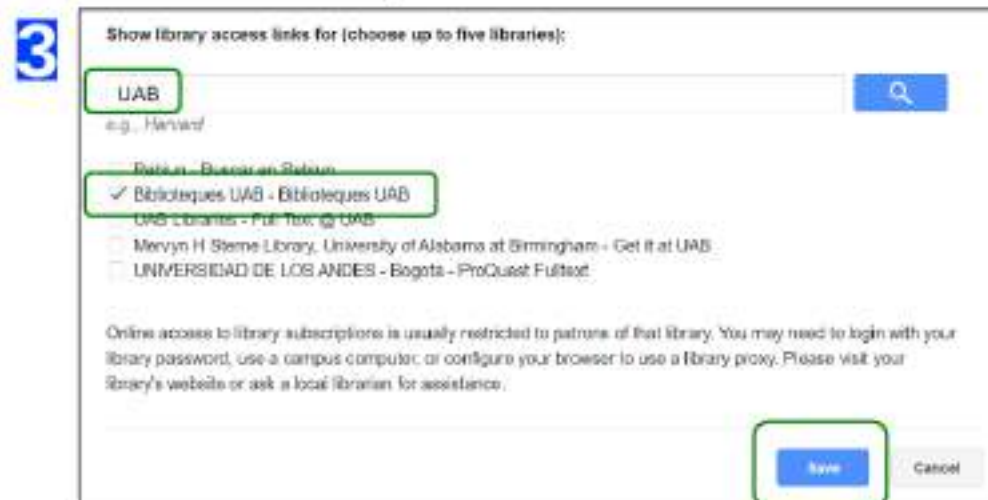 3
Show library access links for (choose up to five libraries):
UAB
e.g., Harvard
Rebiun - Buscar en Rebiun
Biblioteques UAB - Biblioteques UAB
UAB Libraries - Full Text @ UAB
Mervyn H Sterne Library, University of Alabama at Birmingham - Get it at UAB
UNIVERSIDAD DE LOS ANDES - Bogota - ProQuest Fulltext
Online access to library subscriptions is usually restricted to patrons of that library. You may need to login with your
library password, use a campus computer, or configure your browser to use a library proxy. Please visit your
library's website or ask a local librarian for assistance.
Save
Cancel